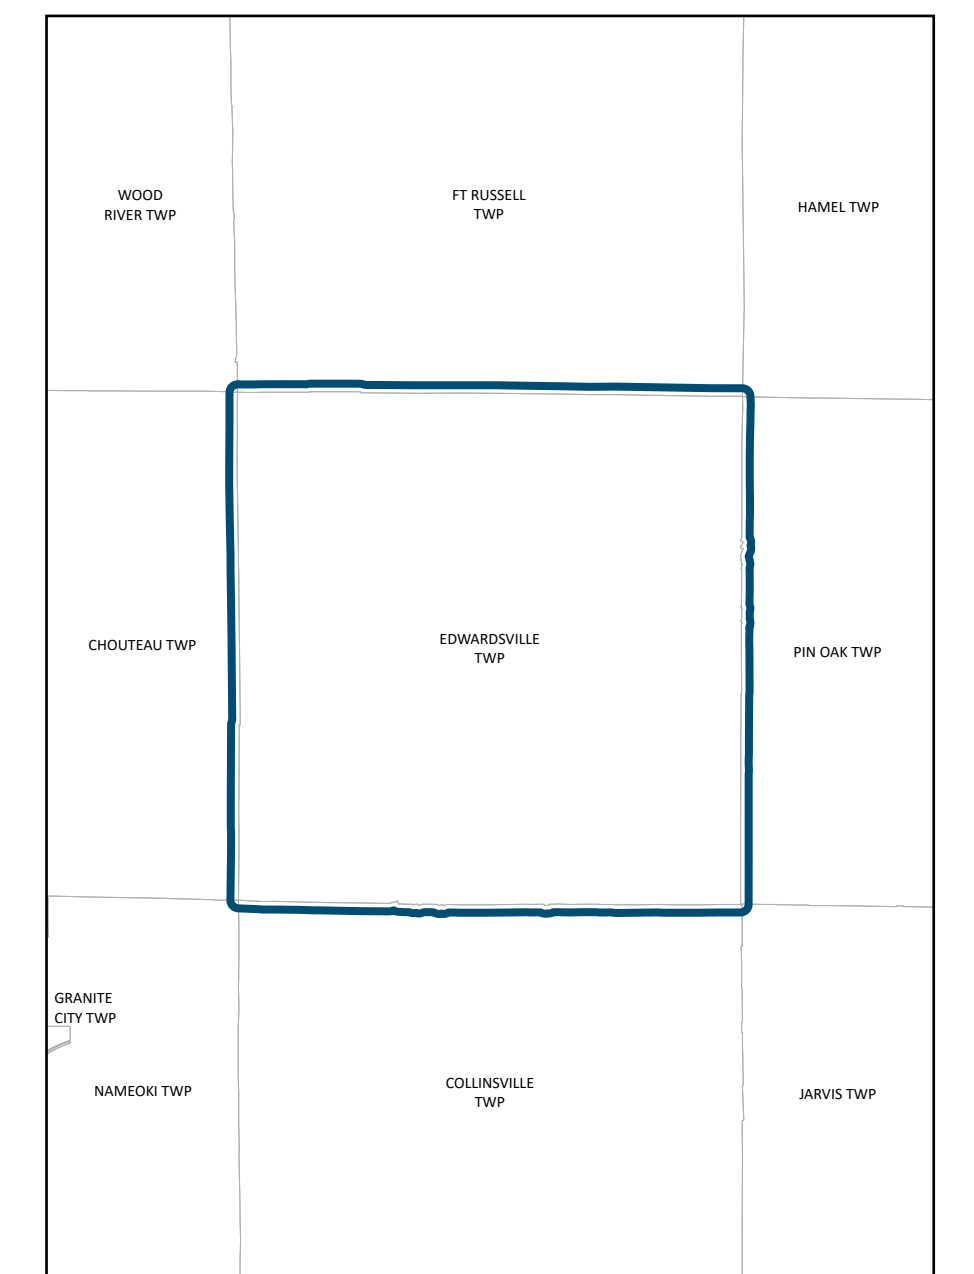 WOOD
RIVER TWP
FT RUSSELL
TWP
HAMEL TWP
CHOUTEAU TWP
EDWARDSVILLE
TWP
PIN OAK TWP
GRANITE
CITY TWP
NAMEOKI TWP
COLLINSVILLE
TWP
JARVIS TWP